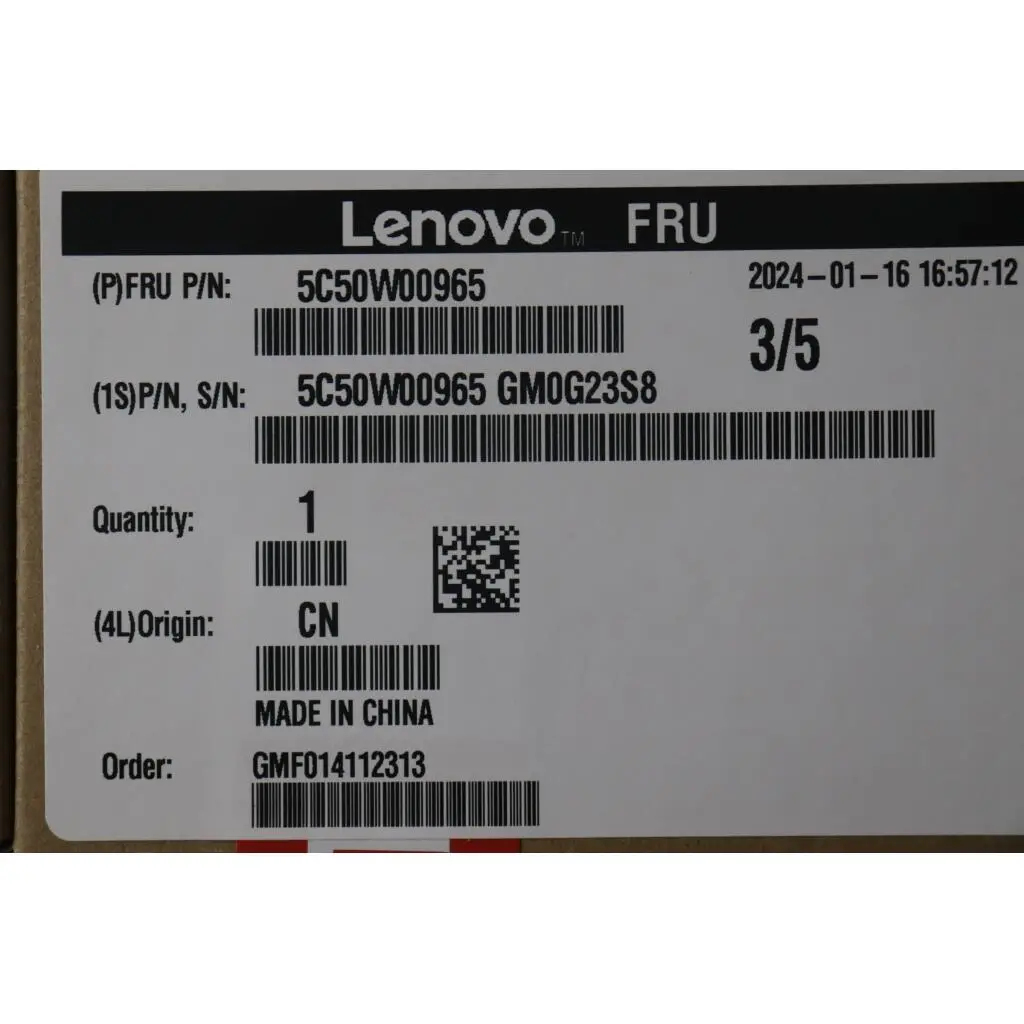 Lenovo™ FRU
(P)FRU P/N: 5C50W00965 2024-01-16 16:57:12
3/5
(1S)P/N, S/N: 5C50W00965 GM0G23S8
Quantity: 1
(4L)Origin: CN
MADE IN CHINA
Order: GMF014112313